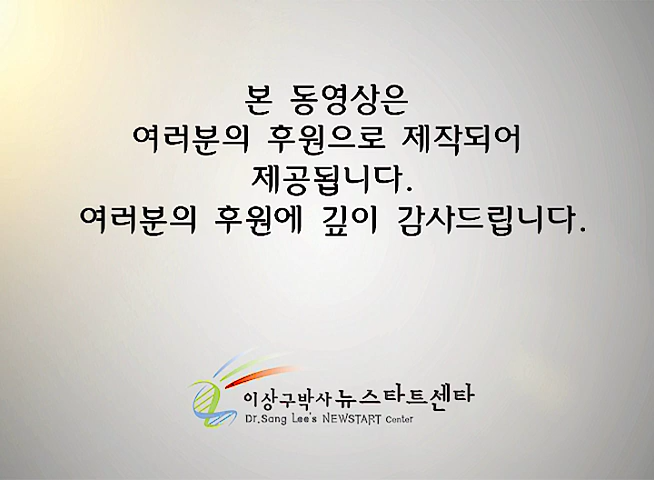 본 동영상은
여러분의 후원으로 제작되어
제공됩니다.
여러분의 후원에 깊이 감사드립니다.
이상구박사 뉴스타트센타
Dr.Sang Lee's NEWSTART Center